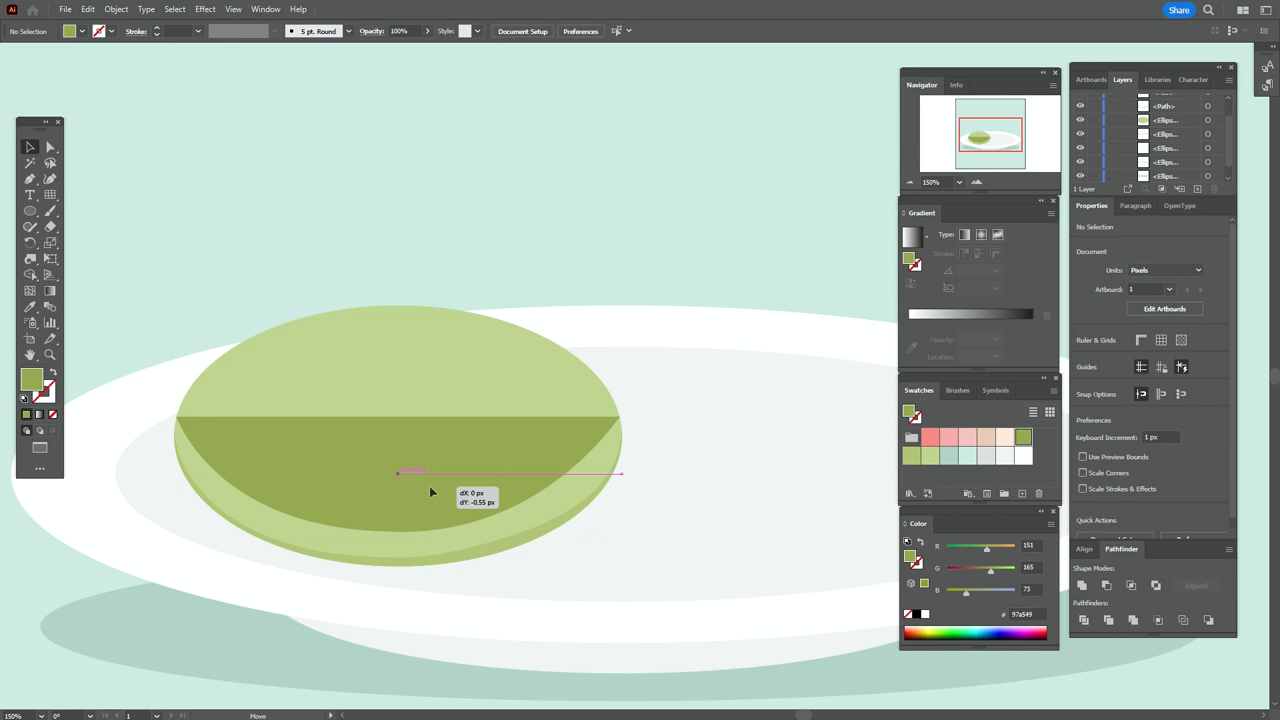 Ai File Edit Object Type Select Effect View Window Help Share
No Selection Stroke: 5 pt. Round Opacity: 100% Style: Document Setup Preferences
Navigator Info
150%
Gradient
Type:
Stroke:
Opacity:
Location:
Swatches Brushes Symbols
Color
R 151
G 165
B 73
# 97a549
Artboards Layers Libraries Character
<Path>
<Ellips...
<Ellips...
<Ellips...
<Ellips...
<Ellips...
1 Layer
Properties Paragraph OpenType
No Selection
Document
Units: Pixels
Artboard: 1
Edit Artboards
Ruler & Grids
Guides
Snap Options
Preferences
Keyboard Increment: 1 px
Use Preview Bounds
Scale Corners
Scale Strokes & Effects
Quick Actions
Align Pathfinder
Shape Modes:
Expand
Pathfinders:
dX: 0 px
dY: -0,55 px
150% 0° 1 Move